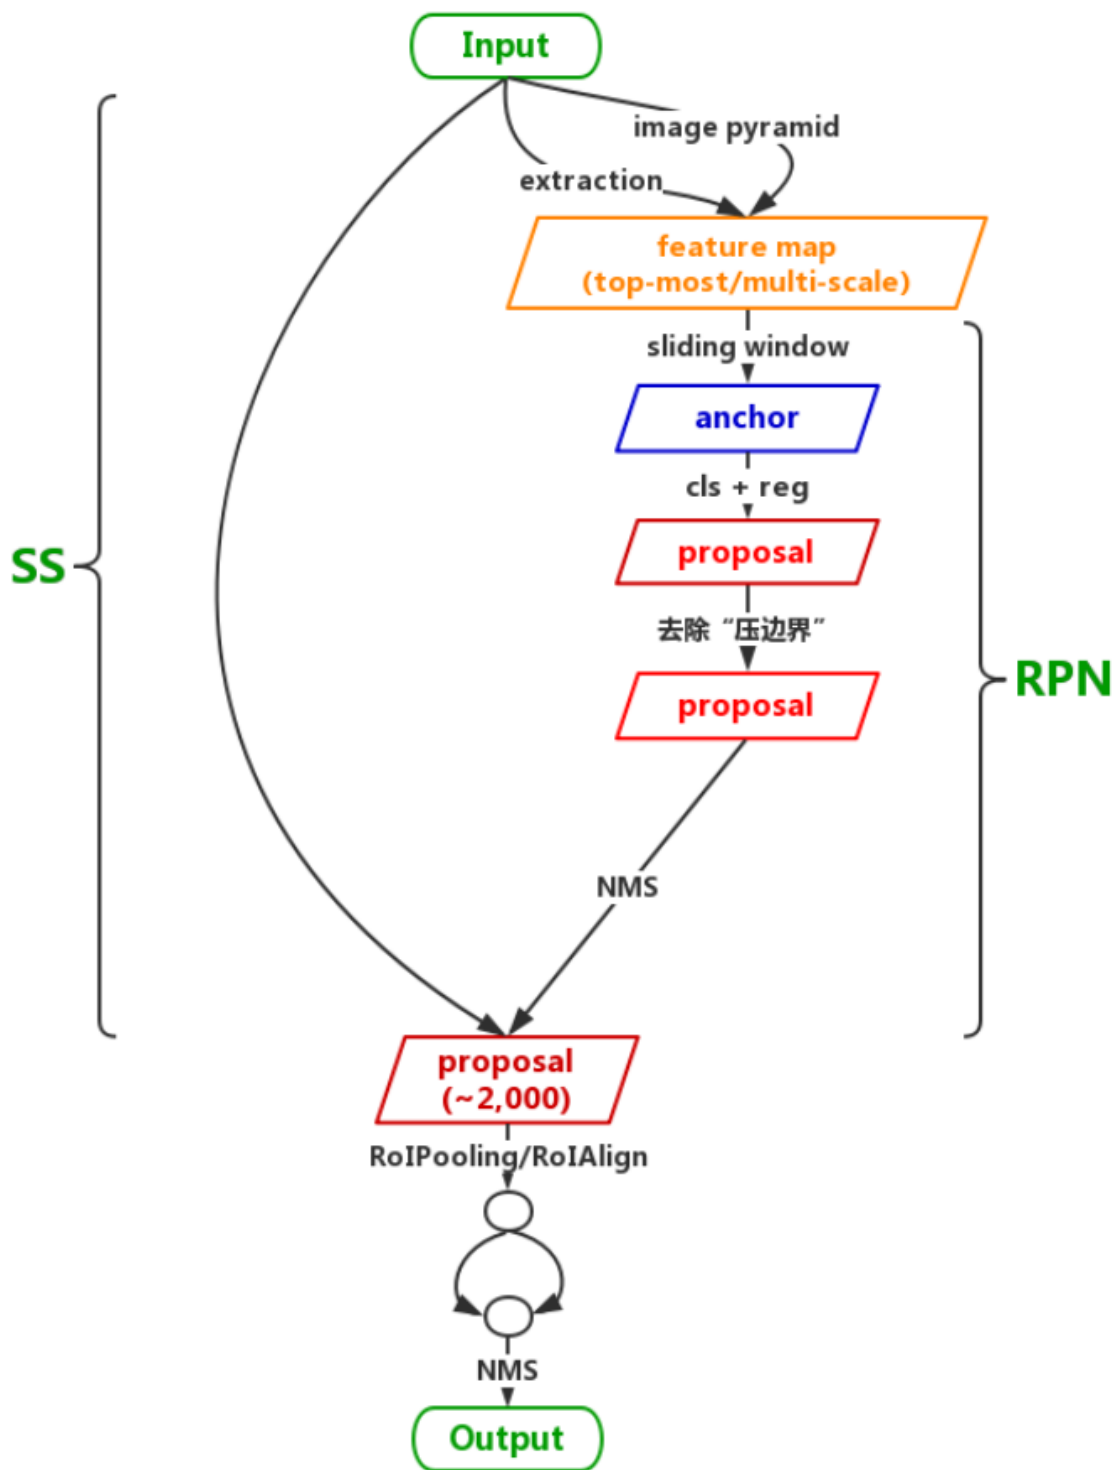 Input
image pyramid
extraction
feature map
(top-most/multi-scale)
sliding window
anchor
cls + reg
proposal
SS
去除“压边界”
RPN
proposal
NMS
proposal
(~2,000)
RoIPooling/RoIAlign
NMS
Output